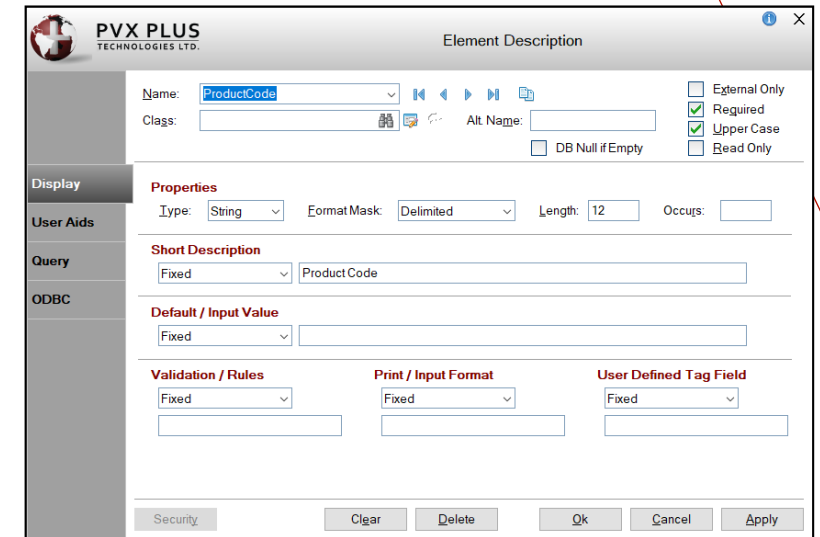 PVX PLUS
TECHNOLOGIES LTD.
Element Description
Name: ProductCode
External Only
Required
Class: Alt. Name:
Upper Case
DB Null if Empty Read Only
Display
User Aids
Query
ODBC
Properties
Type: String Format Mask: Delimited Length: 12 Occurs:
Short Description
Fixed Product Code
Default / Input Value
Fixed
Validation / Rules Print / Input Format User Defined Tag Field
Fixed Fixed Fixed
Security Clear Delete Ok Cancel Apply